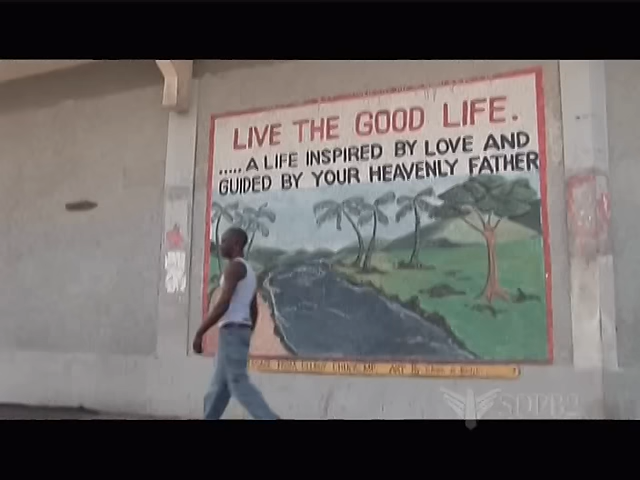 LIVE THE GOOD LIFE.
.....A LIFE INSPIRED BY LOVE AND
GUIDED BY YOUR HEAVENLY FATHER